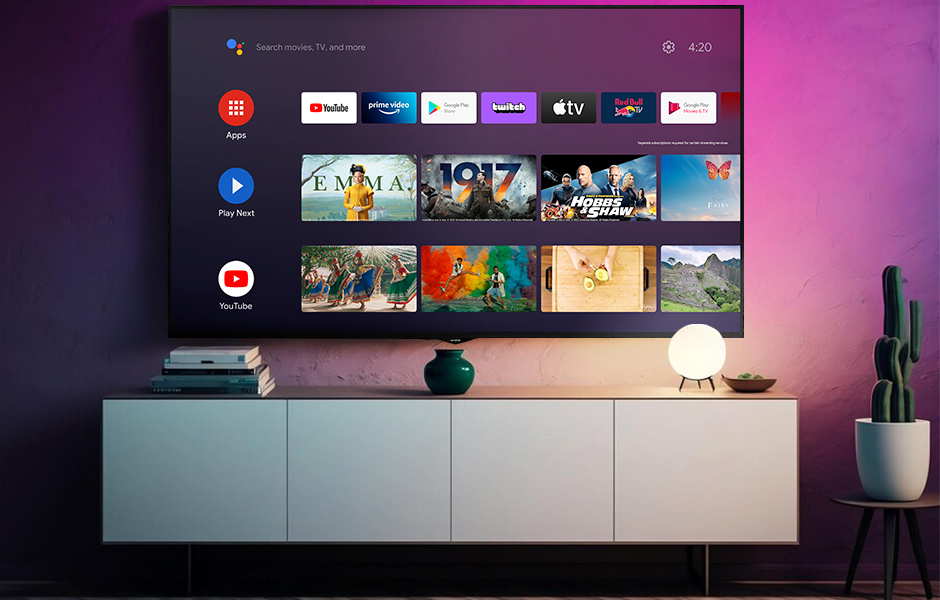 Search movies, TV, and more
4:20
Apps
YouTube
prime video
Google Play
Store
twitch
tv
Red Bull
TV
Google Play
Movies & TV
Separate subscriptions required for certain streaming services.
Play Next
EMMA.
1917
HOBBS
& SHAW
FAIRY
YouTube